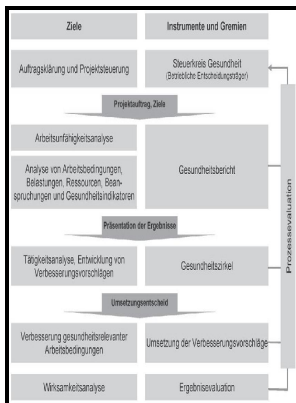 Ziele
Instrumente und Gremien
Auftragsklärung und Projektsteuerung
Steuerkreis Gesundheit
(Betriebliche Entscheidungsträger)
Projektauftrag, Ziele
Arbeitsunfähigkeitsanalyse
Analyse von Arbeitsbedingungen,
Belastungen, Ressourcen, Bean-
spruchungen und Gesundheitsindikatoren
Gesundheitsbericht
Präsentation der Ergebnisse
Tätigkeitsanalyse, Entwicklung von
Verbesserungsvorschlägen
Gesundheitszirkel
Umsetzungsentscheid
Verbesserung gesundheitsrelevanter
Arbeitsbedingungen
Umsetzung der Verbesserungsvorschläge
Wirksamkeitsanalyse
Ergebnisevaluation
Prozessevaluation